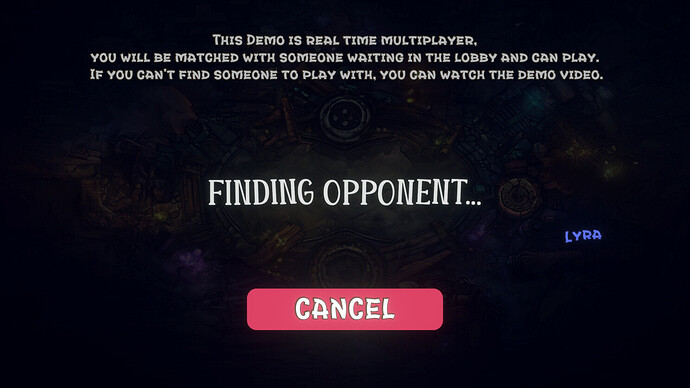 This Demo is real time multiplayer,
you will be matched with someone waiting in the lobby and can play.
If you can't find someone to play with, you can watch the demo video.
FINDING OPPONENT...
Lyra
CANCEL